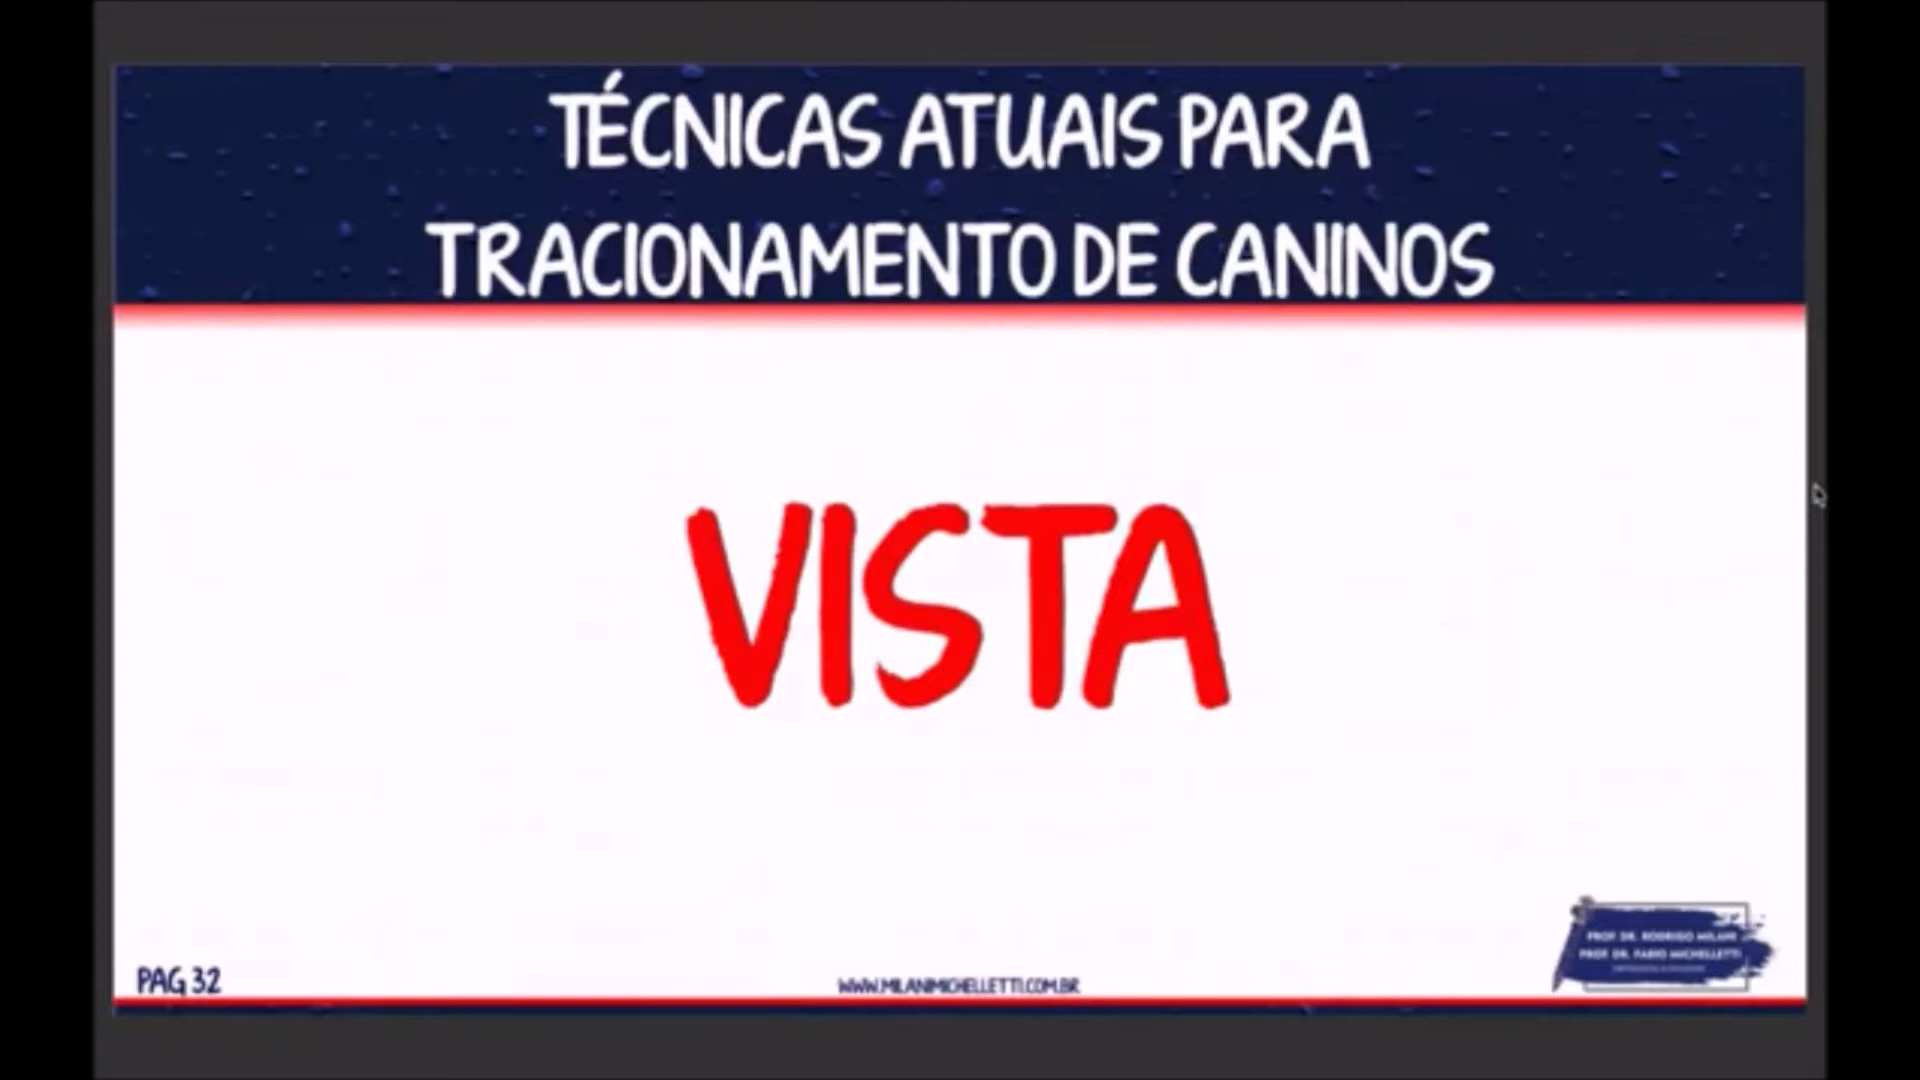 TÉCNICAS ATUAIS PARA
TRACIONAMENTO DE CANINOS
VISTA
PROF. DR. RODRIGO MILANI
PROF. DR. FABIO MICHELLETTI
PAG 32
WWW.MILANIMICHELLETTI.COM.BR